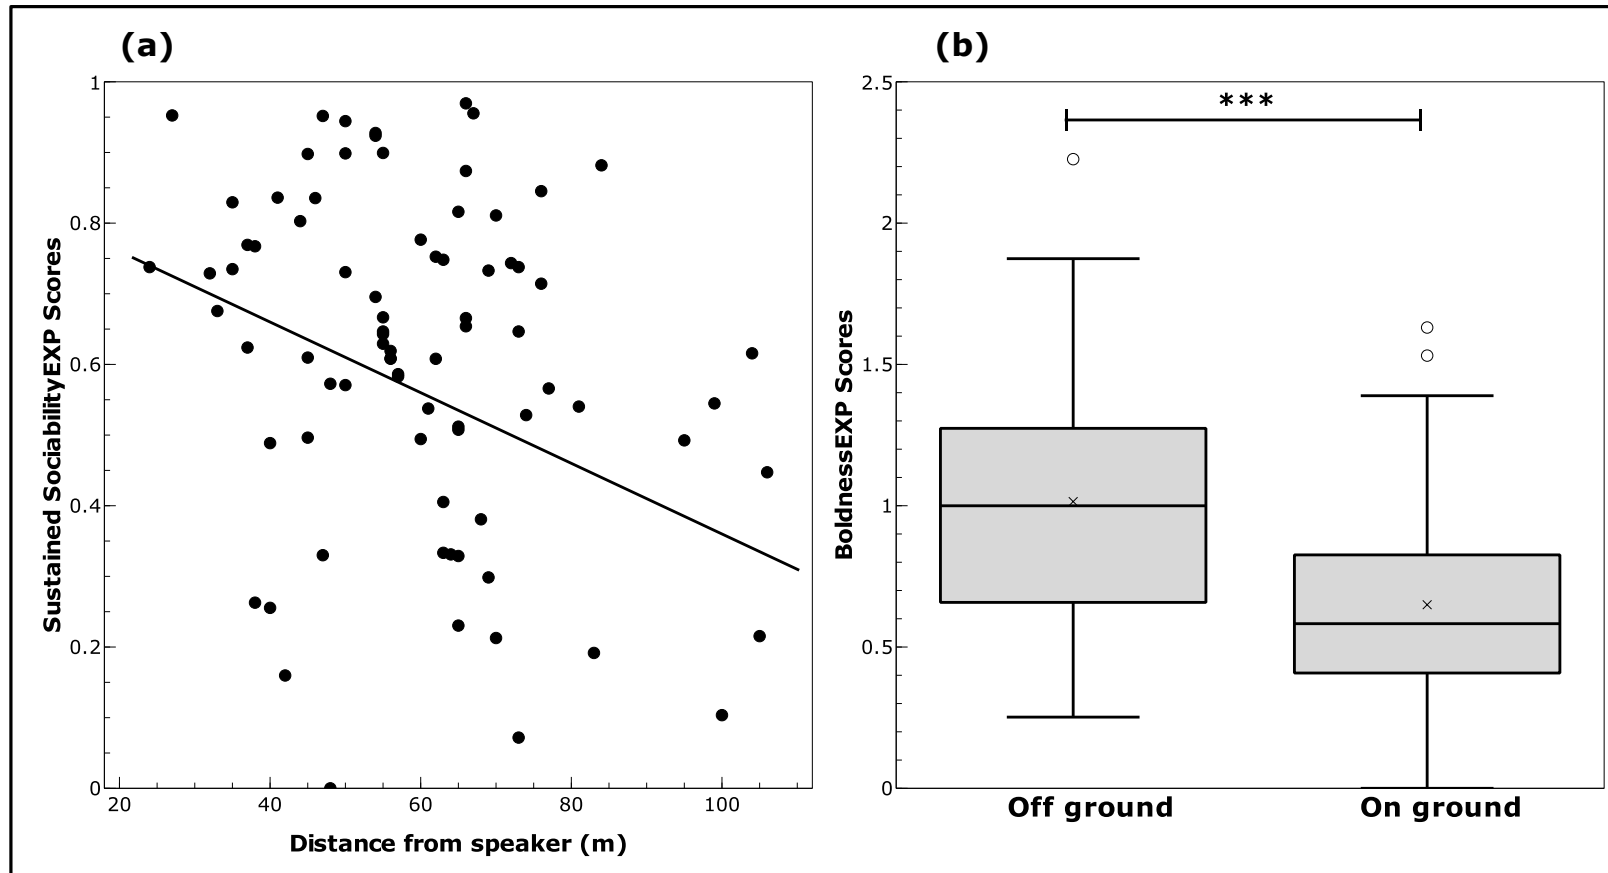 (a)
Sustained SociabilityEXP Scores
1
0.8
0.6
0.4
0.2
0
20 40 60 80 100
Distance from speaker (m)
(b)
BoldnessEXP Scores
2.5
2
1.5
1
0.5
0
***
Off ground On ground